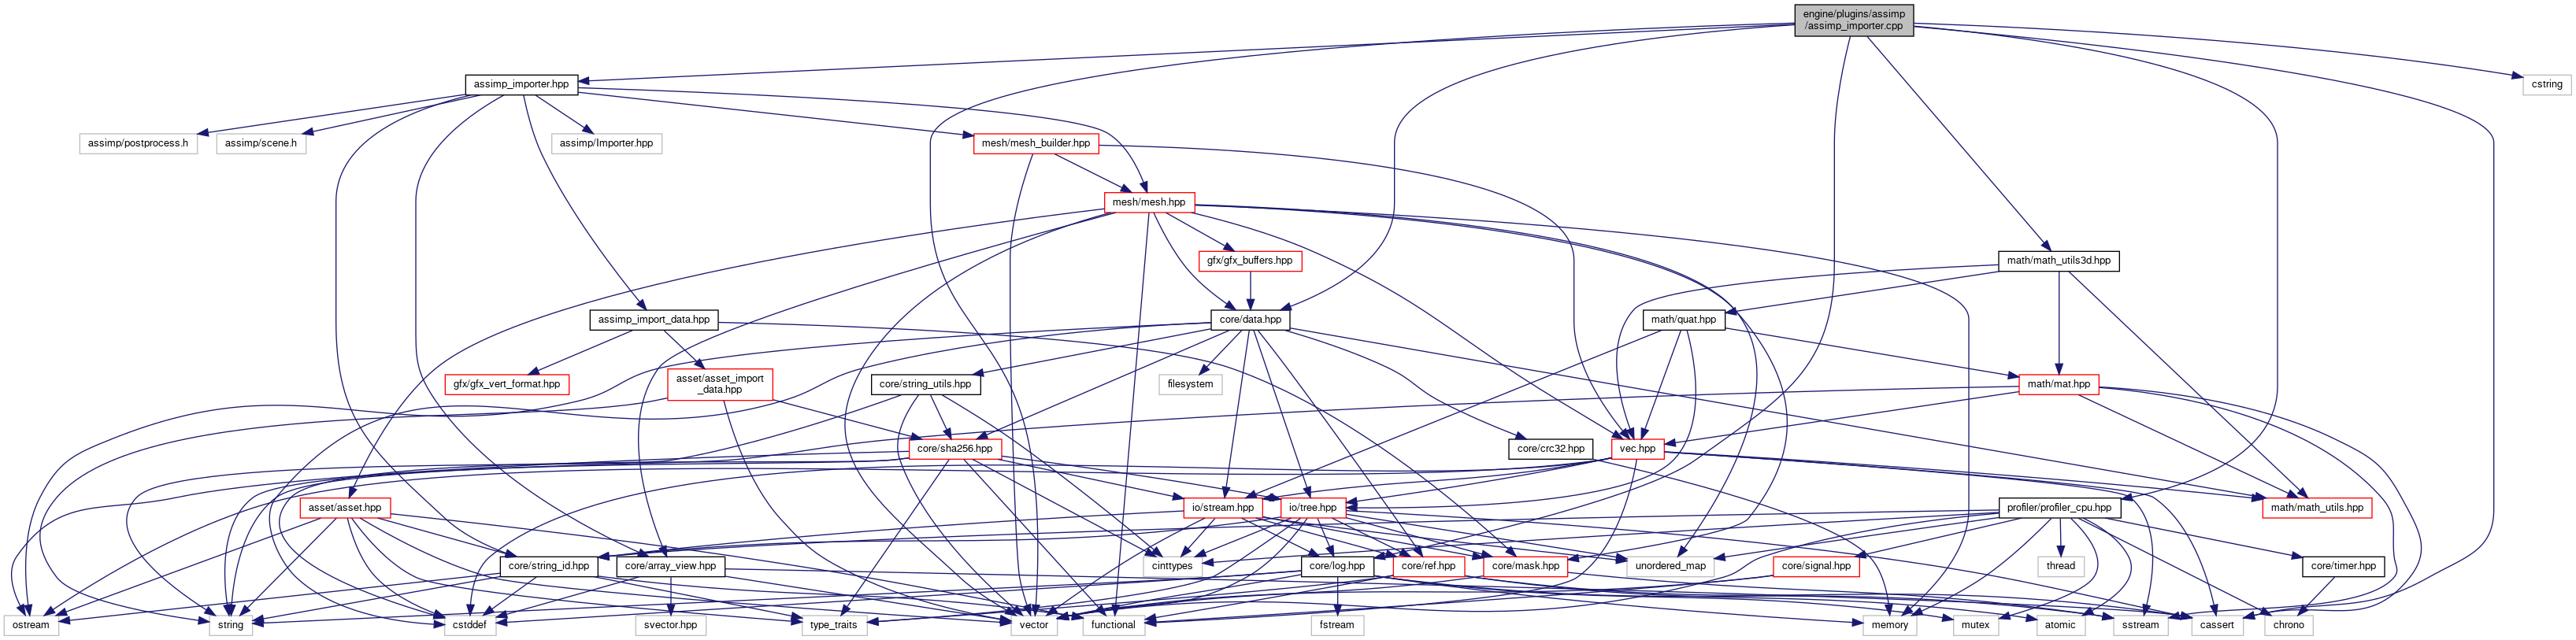 engine/plugins/assimp
/assimp_importer.cpp
assimp_importer.hpp
cstring
assimp/postprocess.h
assimp/scene.h
assimp/Importer.hpp
mesh/mesh_builder.hpp
mesh/mesh.hpp
gfx/gfx_buffers.hpp
math/math_utils3d.hpp
assimp_import_data.hpp
core/data.hpp
math/quat.hpp
gfx/gfx_vert_format.hpp
asset/asset_import
_data.hpp
core/string_utils.hpp
filesystem
math/mat.hpp
core/sha256.hpp
core/crc32.hpp
vec.hpp
asset/asset.hpp
io/stream.hpp
io/tree.hpp
profiler/profiler_cpu.hpp
math/math_utils.hpp
core/string_id.hpp
core/array_view.hpp
cinttypes
core/log.hpp
core/ref.hpp
core/mask.hpp
unordered_map
core/signal.hpp
thread
core/timer.hpp
ostream
string
cstddef
svector.hpp
type_traits
vector
functional
fstream
memory
mutex
atomic
sstream
cassert
chrono